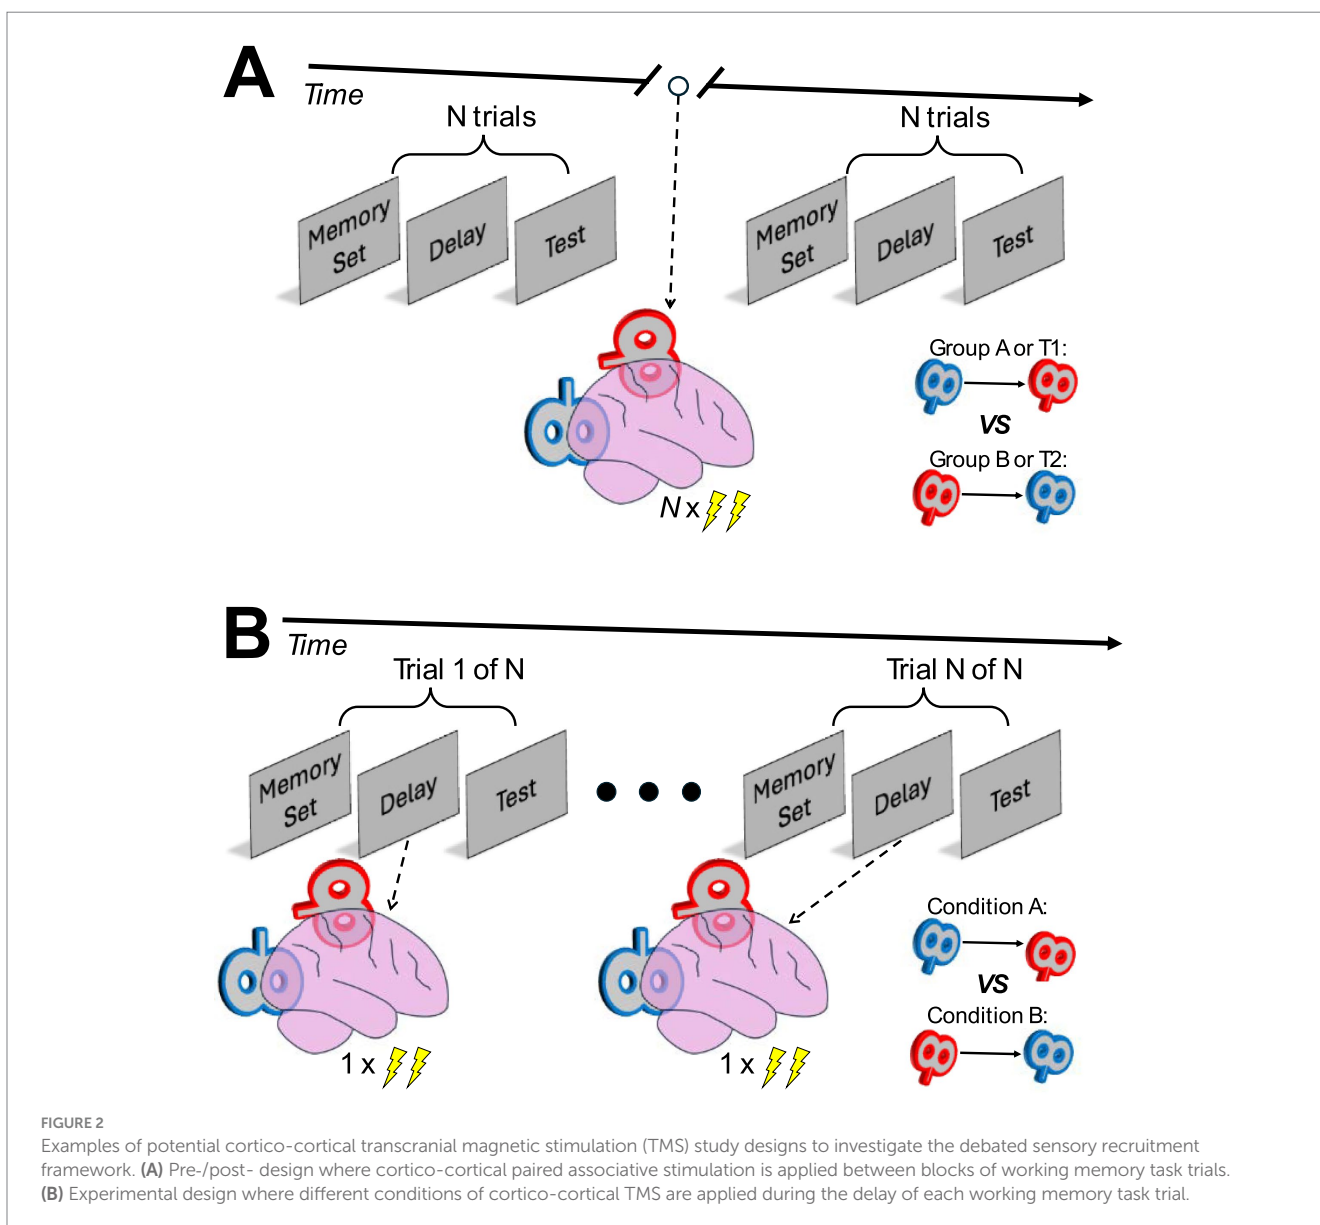 A
Time
N trials
N trials
Memory
Set
Delay
Test
Memory
Set
Delay
Test
Group A or T1:
VS
Group B or T2:
N x
B
Time
Trial 1 of N
Trial N of N
Memory
Set
Delay
Test
Memory
Set
Delay
Test
Condition A:
VS
Condition B:
1 x
1 x
FIGURE 2
Examples of potential cortico-cortical transcranial magnetic stimulation (TMS) study designs to investigate the debated sensory recruitment
framework. (A) Pre-/post- design where cortico-cortical paired associative stimulation is applied between blocks of working memory task trials.
(B) Experimental design where different conditions of cortico-cortical TMS are applied during the delay of each working memory task trial.